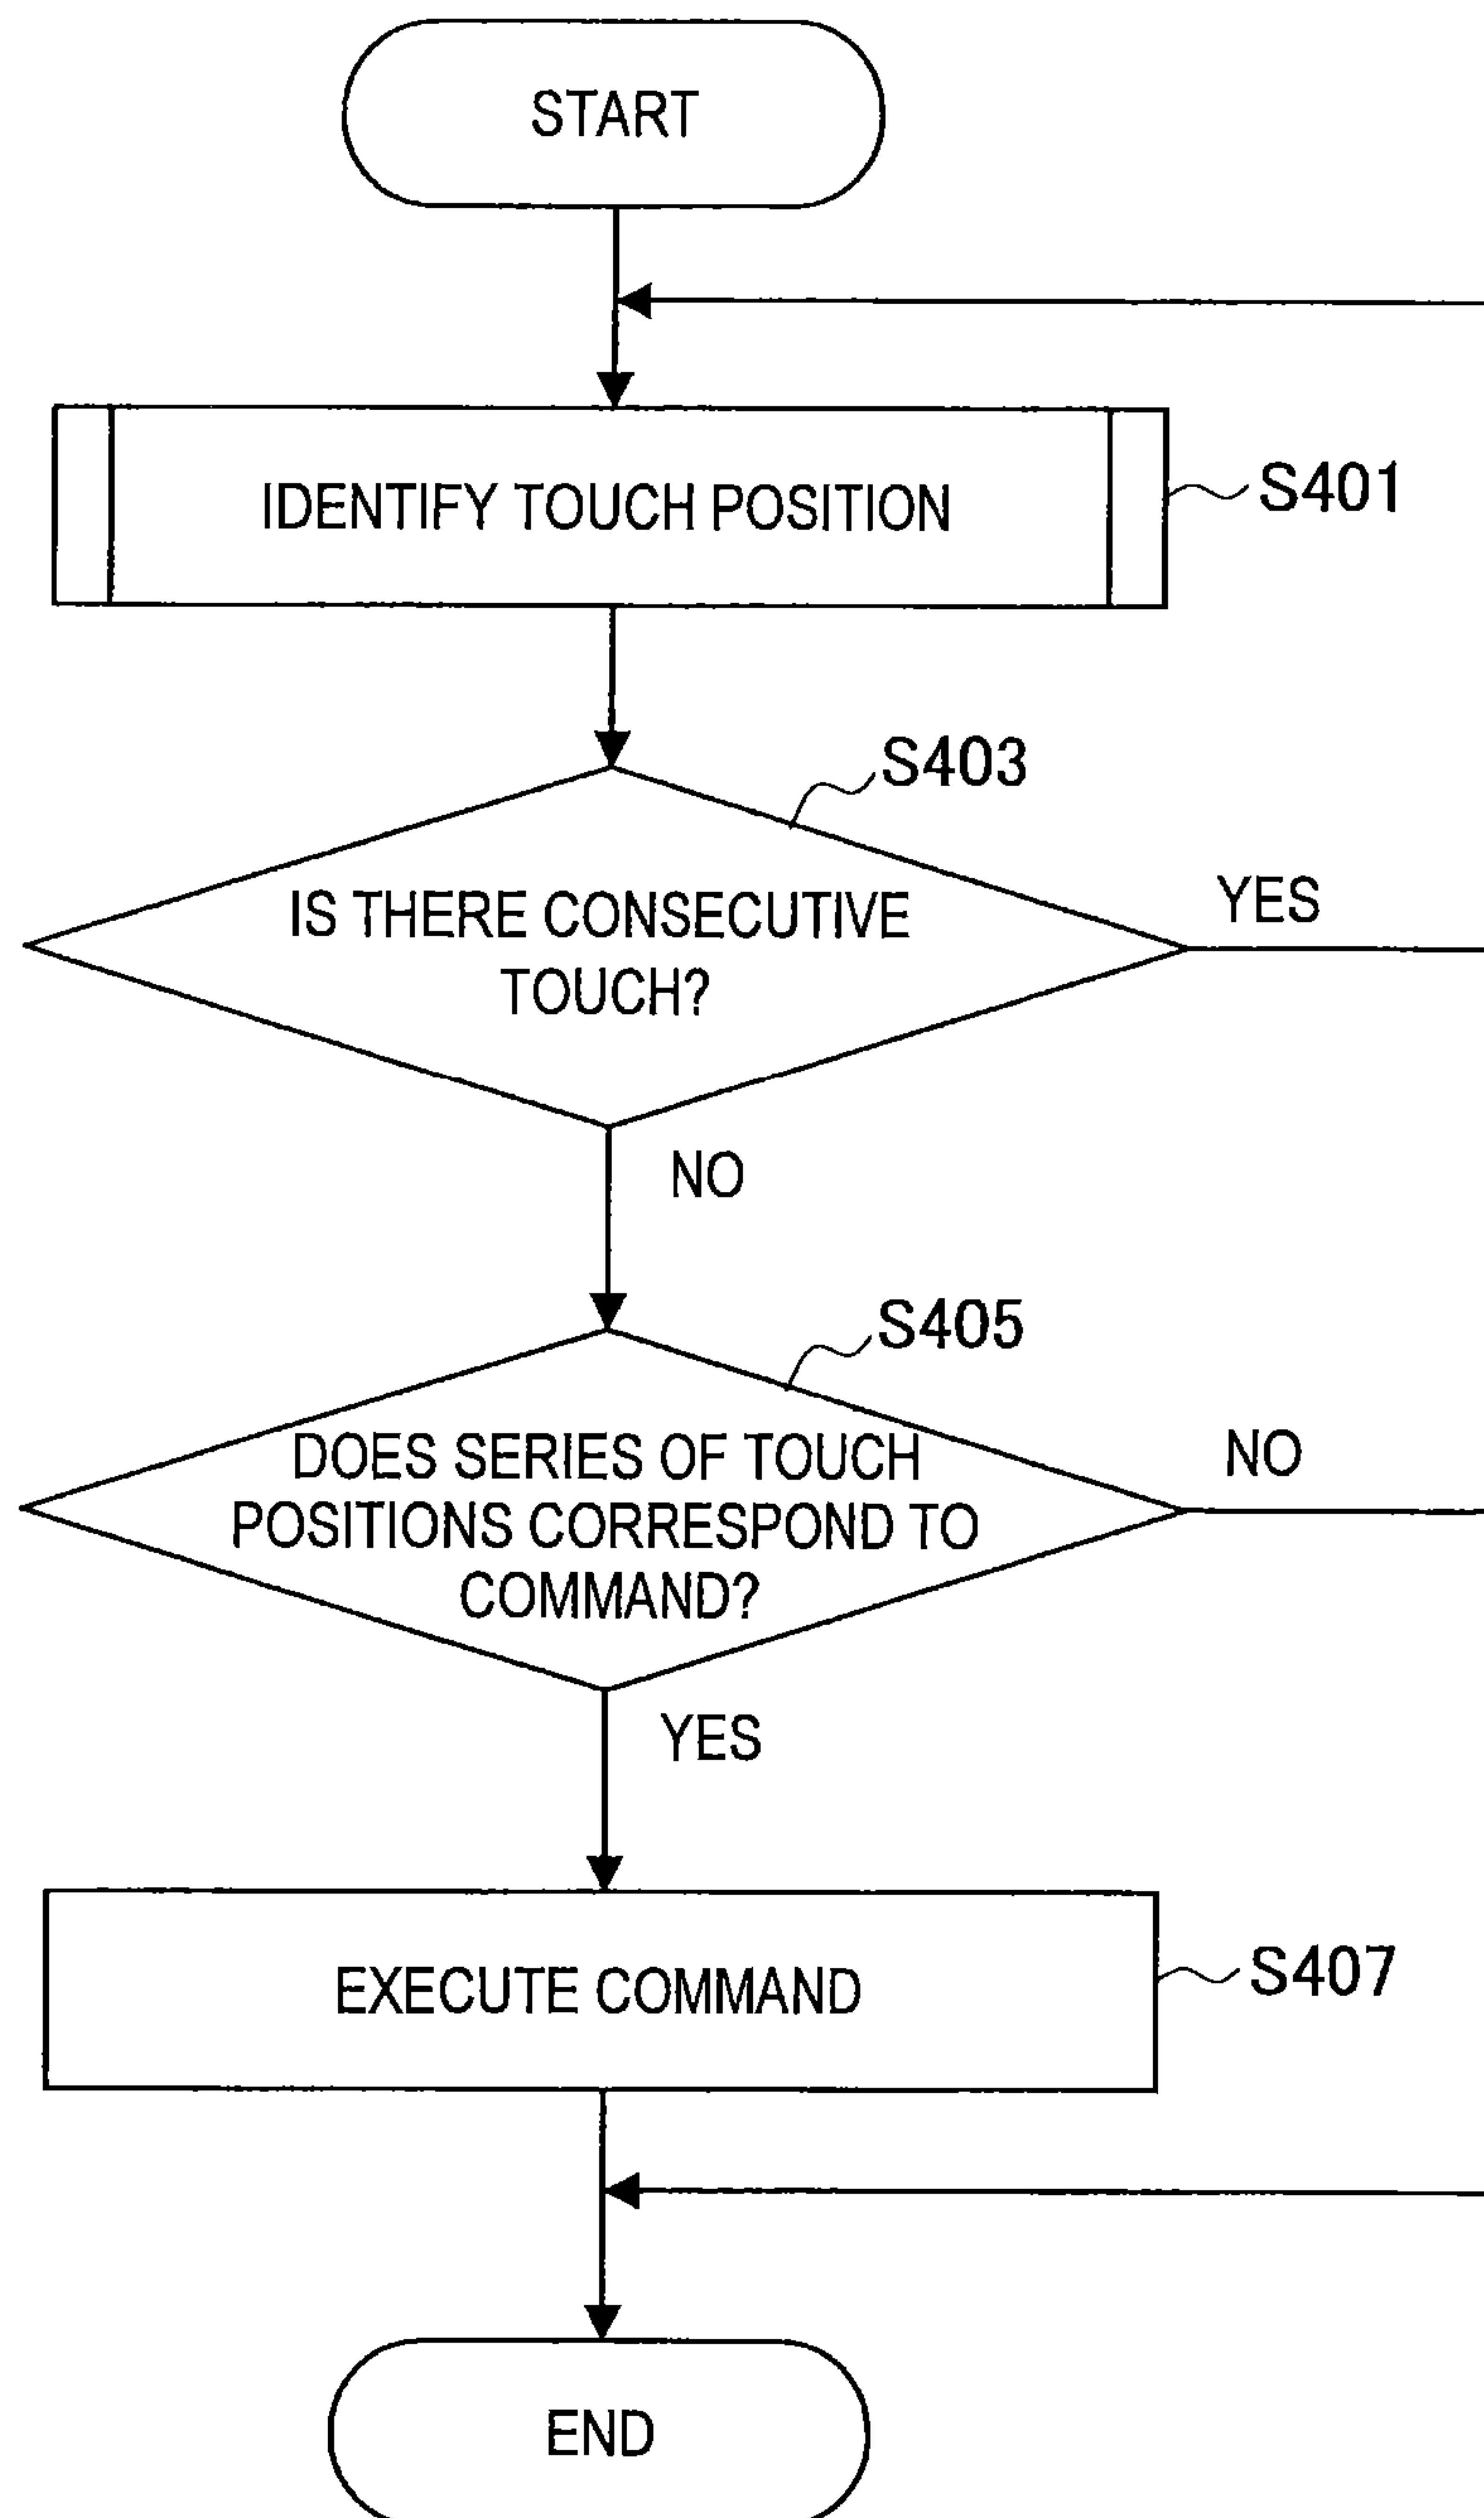 START
IDENTIFY TOUCH POSITION
S401
S403
IS THERE CONSECUTIVE
TOUCH?
YES
NO
S405
DOES SERIES OF TOUCH
POSITIONS CORRESPOND TO
COMMAND?
NO
YES
EXECUTE COMMAND
S407
END